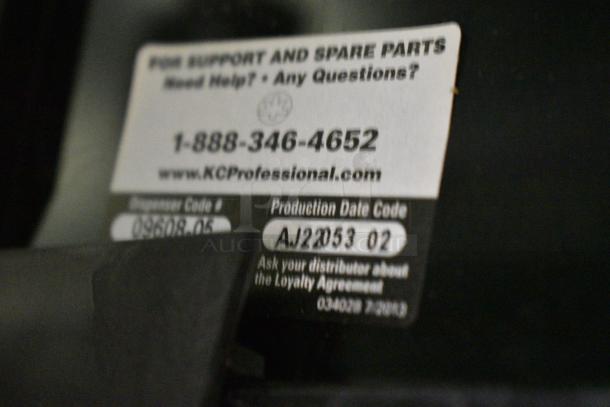 FOR SUPPORT AND SPARE PARTS
Need Help? • Any Questions?
1-888-346-4652
www.KCProfessional.com
Dispenser Code # Production Date Code
09608-05 AJ22053 02
Ask your distributor about
the Loyalty Agreement
034028 7/2013